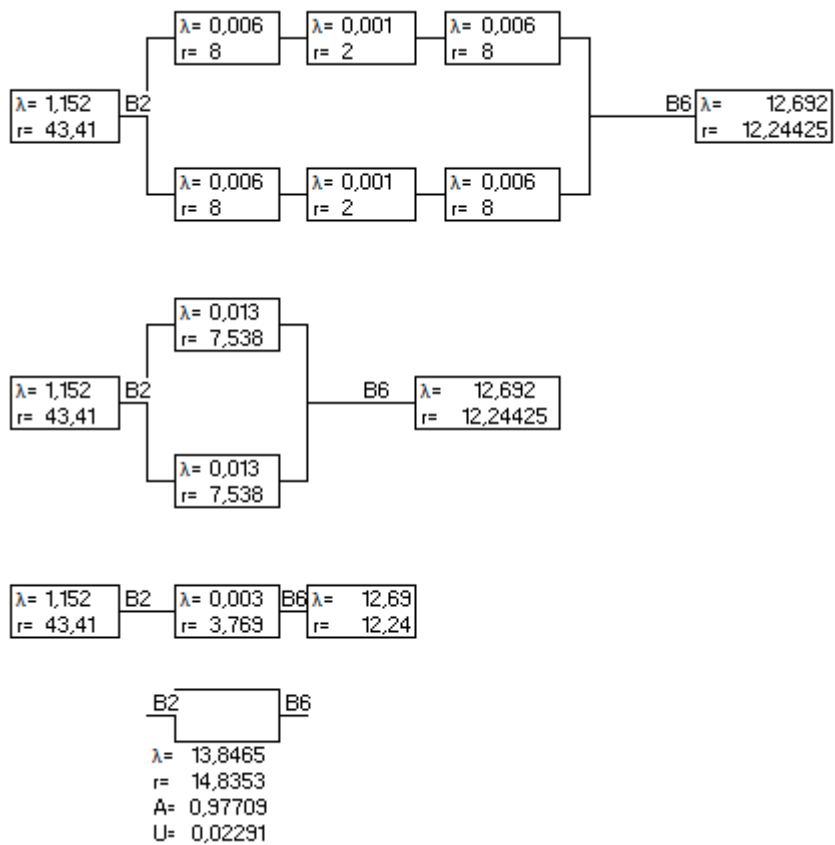 λ= 0,006 λ= 0,001 λ= 0,006
r= 8 r= 2 r= 8
λ= 1,152 B2 B6 λ= 12,692
r= 43,41 r= 12,24425
λ= 0,006 λ= 0,001 λ= 0,006
r= 8 r= 2 r= 8
λ= 0,013
r= 7,538
λ= 1,152 B2 B6 λ= 12,692
r= 43,41 r= 12,24425
λ= 0,013
r= 7,538
λ= 1,152 B2 λ= 0,003 B6 λ= 12,69
r= 43,41 r= 3,769 r= 12,24
B2 B6
λ= 13,8465
r= 14,8353
A= 0,97709
U= 0,02291